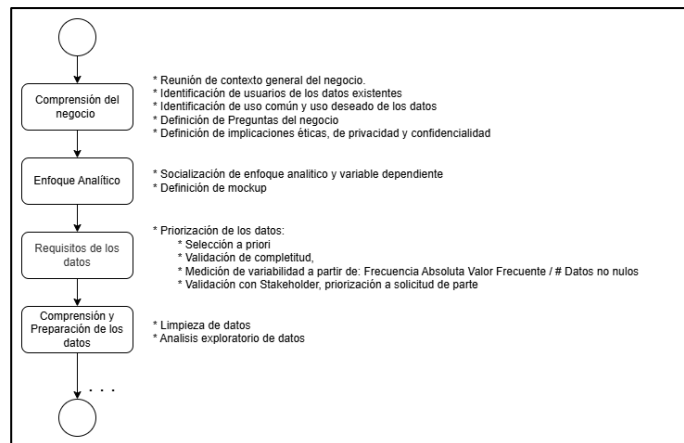 * Reunión de contexto general del negocio.
Comprensión del
negocio
* Identificación de usuarios de los datos existentes
* Identificación de uso común y uso deseado de los datos
* Definición de Preguntas del negocio
* Definición de implicaciones éticas, de privacidad y confidencialidad
Enfoque Analítico
* Socialización de enfoque analitico y variable dependiente
* Definición de mockup
Requisitos de los
datos
* Priorización de los datos:
* Selección a priori
* Validación de completitud,
* Medición de variabilidad a partir de: Frecuencia Absoluta Valor Frecuente / # Datos no nulos
* Validación con Stakeholder, priorización a solicitud de parte
Comprensión y
Preparación de los
datos
* Limpieza de datos
* Analisis exploratorio de datos
. . .